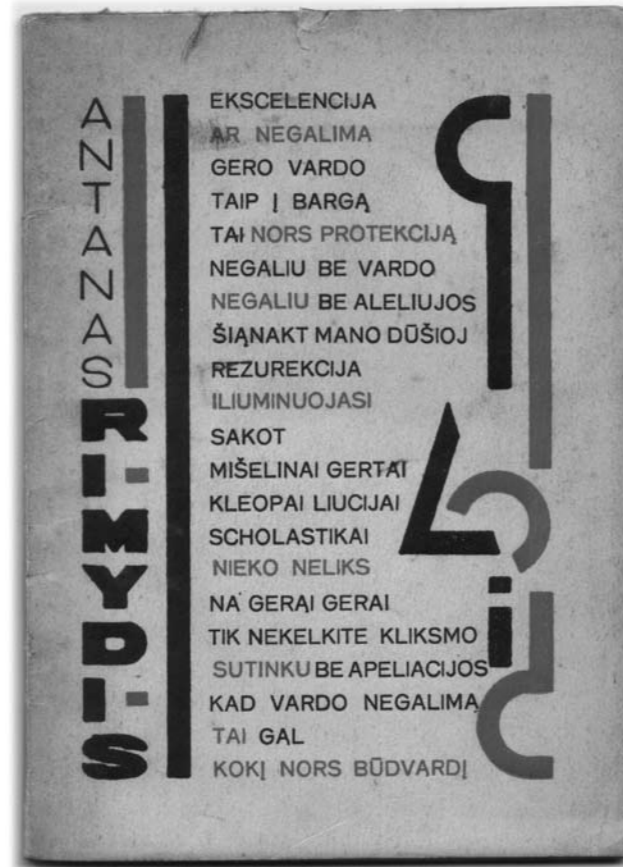 ANTANAS
RIMYDIS
EKSCELENCIJA
AR NEGALIMA
GERO VARDO
TAIP Į BARGĄ
TAI NORS PROTEKCIJĄ
NEGALIU BE VARDO
NEGALIU BE ALELIUJOS
ŠIĄNAKT MANO DŪŠIOJ
REZUREKCIJA
ILIUMINUOJASI
SAKOT
MIŠELINAI GERTAI
KLEOPAI LIUCIJAI
SCHOLASTIKAI
NIEKO NELIKS
NA GERĄI GERAI
TIK NEKELKITE KLIKSMO
SUTINKU BE APELIACIJOS
KAD VARDO NEGALIMĄ
TAI GAL
KOKĮ NORS BŪDVARDĮ